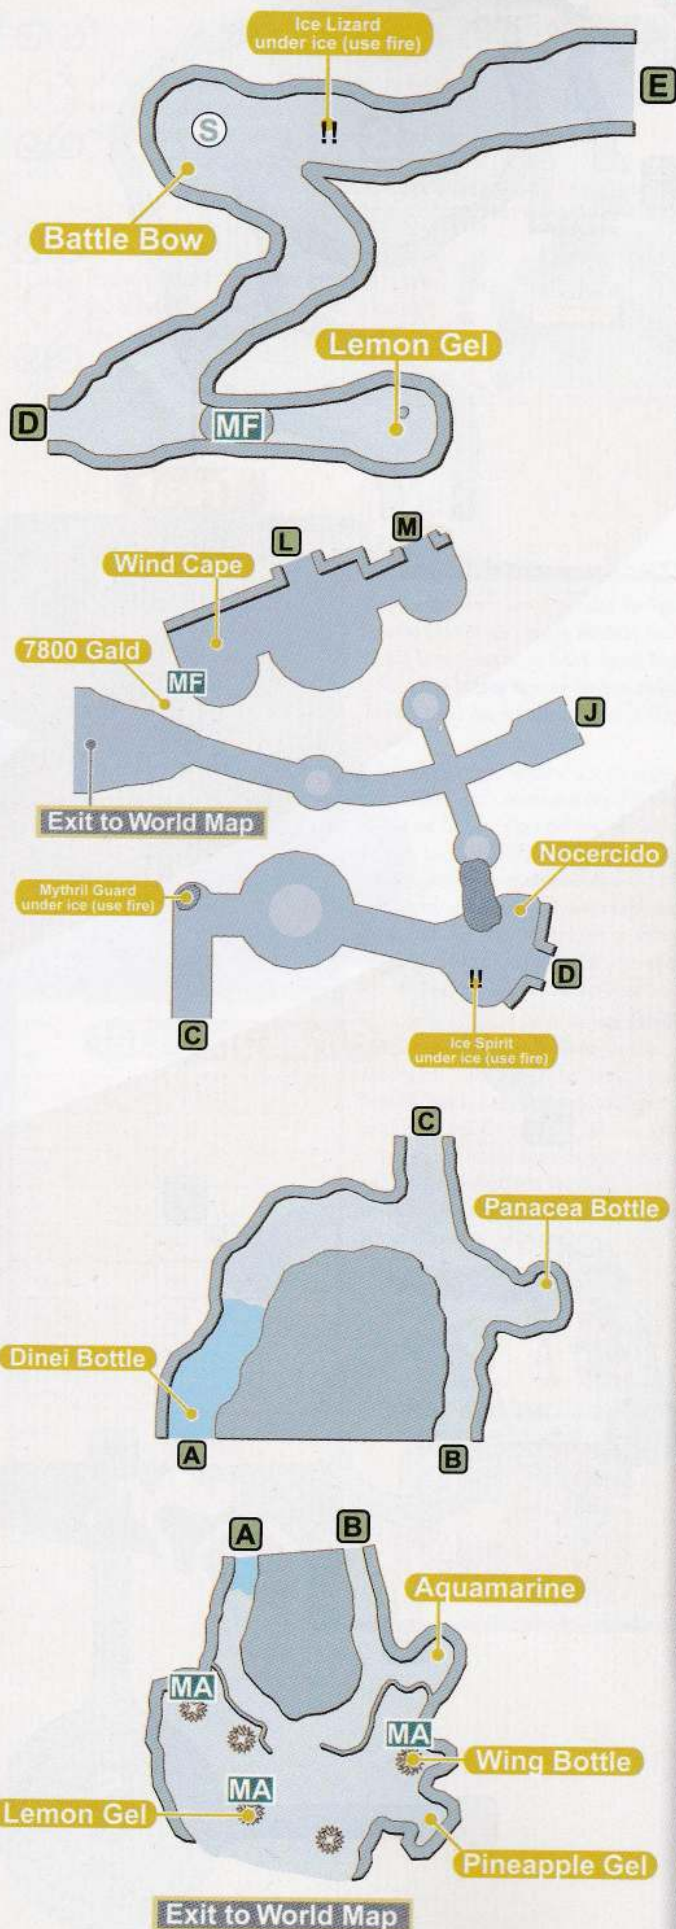 Ice Lizard
under ice (use fire)
E
S
!!
Battle Bow
Lemon Gel
D
MF
L
M
Wind Cape
7800 Gald
MF
J
Exit to World Map
Nocercido
Mythril Guard
under ice (use fire)
D
!!
C
Ice Spirit
under ice (use fire)
C
Panacea Bottle
Dinei Bottle
A
B
A
B
Aquamarine
MA
MA
Wing Bottle
MA
Lemon Gel
Pineapple Gel
Exit to World Map